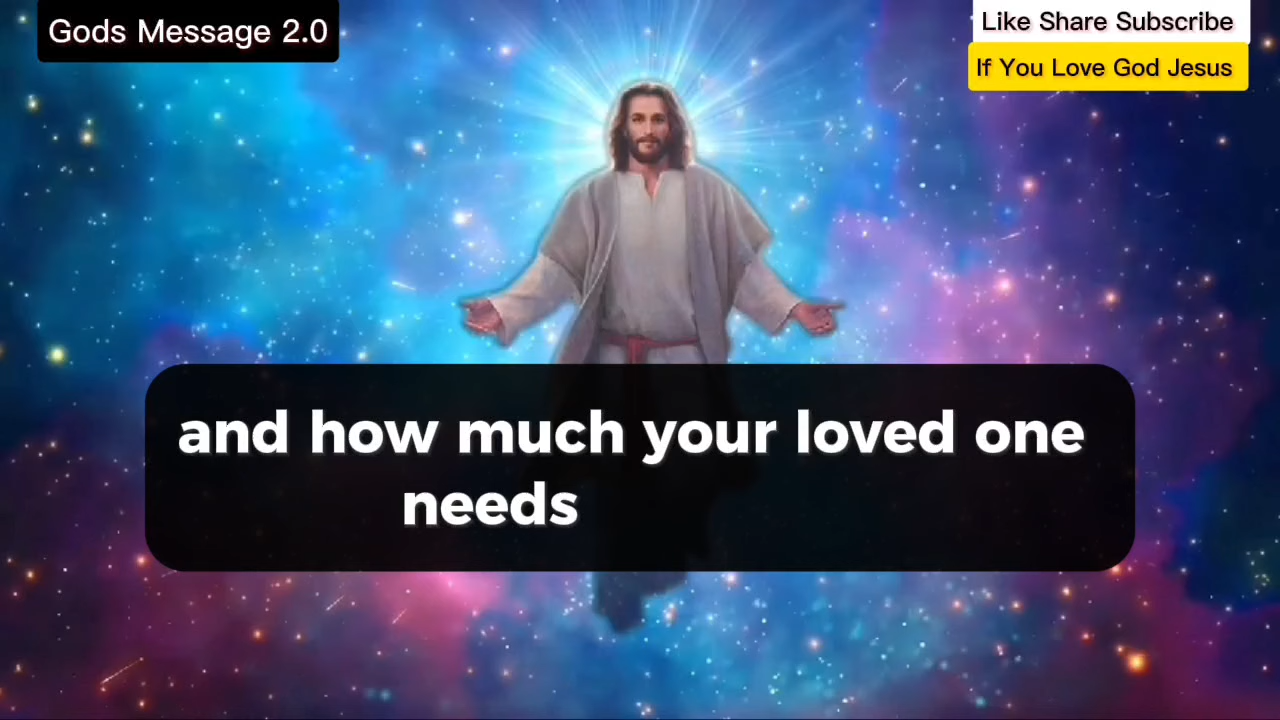 Gods Message 2.0
Like Share Subscribe
If You Love God Jesus
and how much your loved one
needs